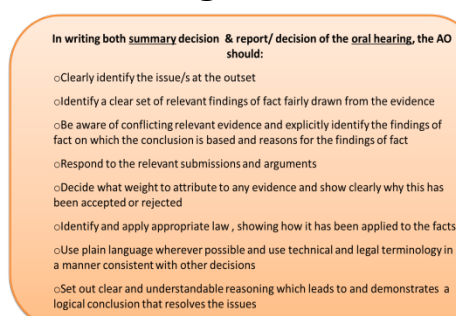 In writing both summary decision & report/ decision of the oral hearing, the AO
should:
oClearly identify the issue/s at the outset
oIdentify a clear set of relevant findings of fact fairly drawn from the evidence
oBe aware of conflicting relevant evidence and explicitly identify the findings of
fact on which the conclusion is based and reasons for the findings of fact
oRespond to the relevant submissions and arguments
oDecide what weight to attribute to any evidence and show clearly why this has
been accepted or rejected
oIdentify and apply appropriate law , showing how it has been applied to the facts
oUse plain language wherever possible and use technical and legal terminology in
a manner consistent with other decisions
oSet out clear and understandable reasoning which leads to and demonstrates a
logical conclusion that resolves the issues